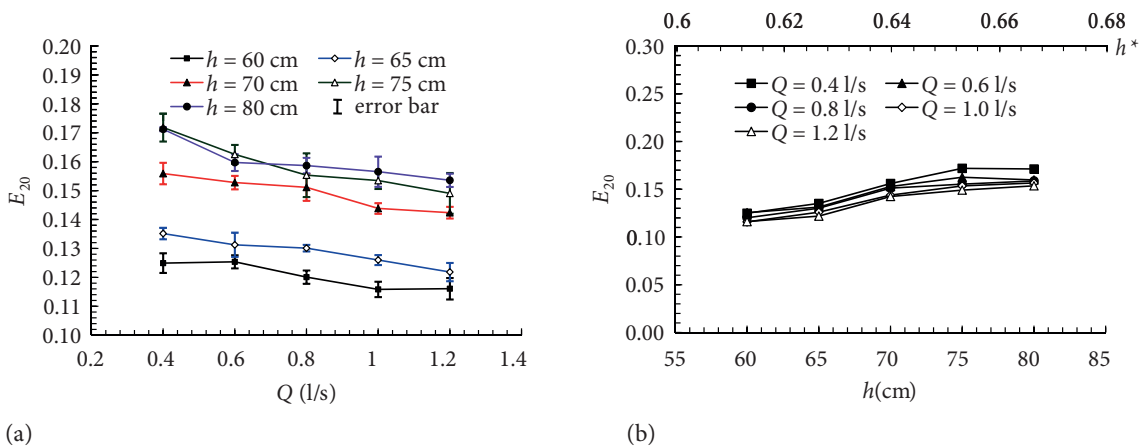 0.20
0.19
0.18
0.17
0.16
0.15
0.14
0.13
0.12
0.11
0.10
E20
h = 60 cm
h = 65 cm
h = 70 cm
h = 75 cm
h = 80 cm
error bar
0.2 0.4 0.6 0.8 1 1.2 1.4
Q (l/s)
(a)
0.6 0.62 0.64 0.66 0.68
h*
0.30
0.25
0.20
0.15
0.10
0.05
0.00
E20
Q = 0.4 l/s
Q = 0.6 l/s
Q = 0.8 l/s
Q = 1.0 l/s
Q = 1.2 l/s
55 60 65 70 75 80 85
h(cm)
(b)